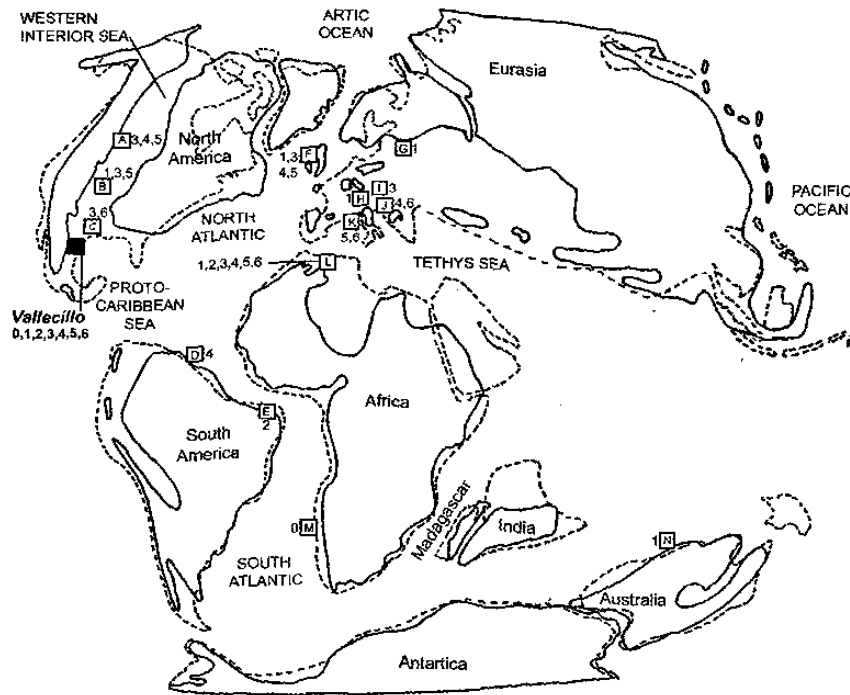 WESTERN
INTERIOR SEA
ARTIC
OCEAN
Eurasia
A 3,4,5
North
America
1,3 F
4,5
G 1
1,3,5
B
I 3
1 H
J 4,6
PACIFIC
OCEAN
3,6
C
NORTH
ATLANTIC
K
5,6
1,2,3,4,5,6 L
TETHYS SEA
PROTO-
CARIBBEAN
SEA
Vallecillo
0,1,2,3,4,5,6
D 4
Africa
E
2
South
America
Madagascar
India
0 M
1 N
SOUTH
ATLANTIC
Australia
Antartica